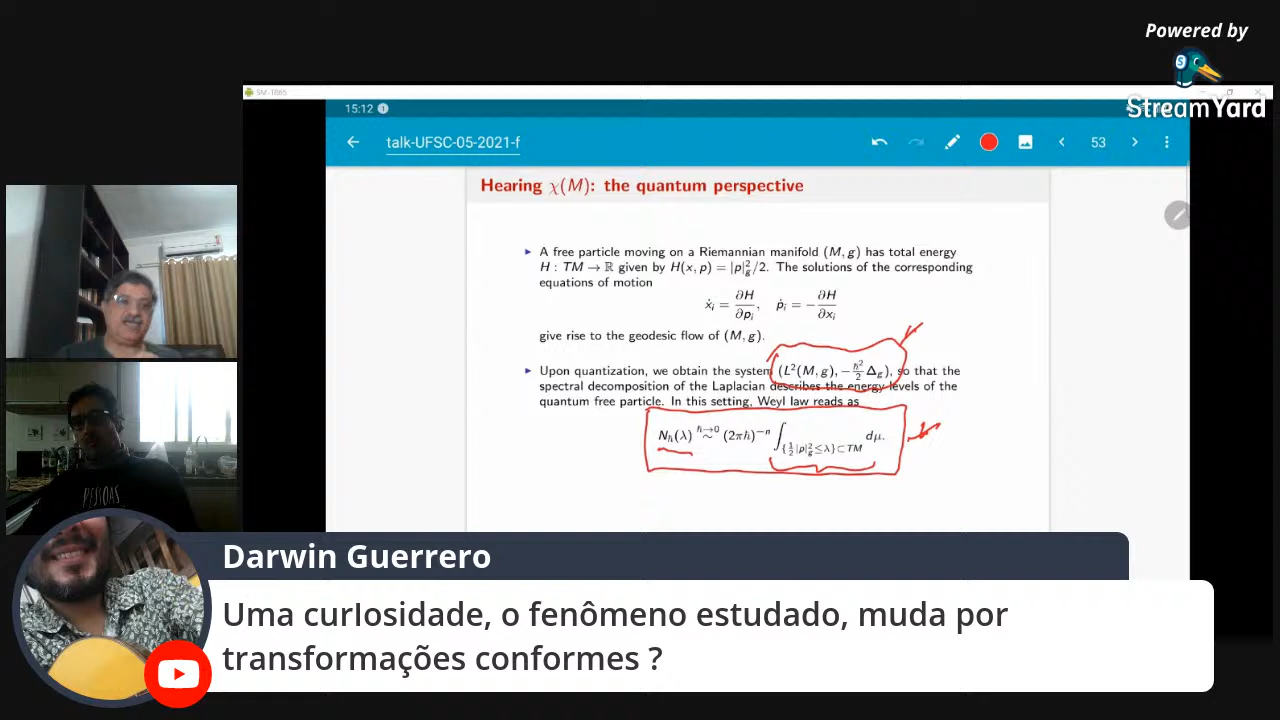 Powered by
StreamYard
SM-T865
15:12
talk-UFSC-05-2021-f
53
Hearing χ(M): the quantum perspective
▸ A free particle moving on a Riemannian manifold (M, g) has total energy
H : TM → ℝ given by H(x, p) = |p|²_g/2. The solutions of the corresponding
equations of motion
ẋ_i = ∂H/∂p_i, ṗ_i = −∂H/∂x_i
give rise to the geodesic flow of (M, g).
▸ Upon quantization, we obtain the system (L²(M, g), −ħ²/2 Δ_g), so that the
spectral decomposition of the Laplacian describes the energy levels of the
quantum free particle. In this setting, Weyl law reads as
N_ħ(λ) ~^{ħ→0} (2πħ)^{−n} ∫_{{½|p|²_g≤λ}⊂TM} dμ.
PESSOAS
Darwin Guerrero
Uma curIosidade, o fenômeno estudado, muda por
transformações conformes ?